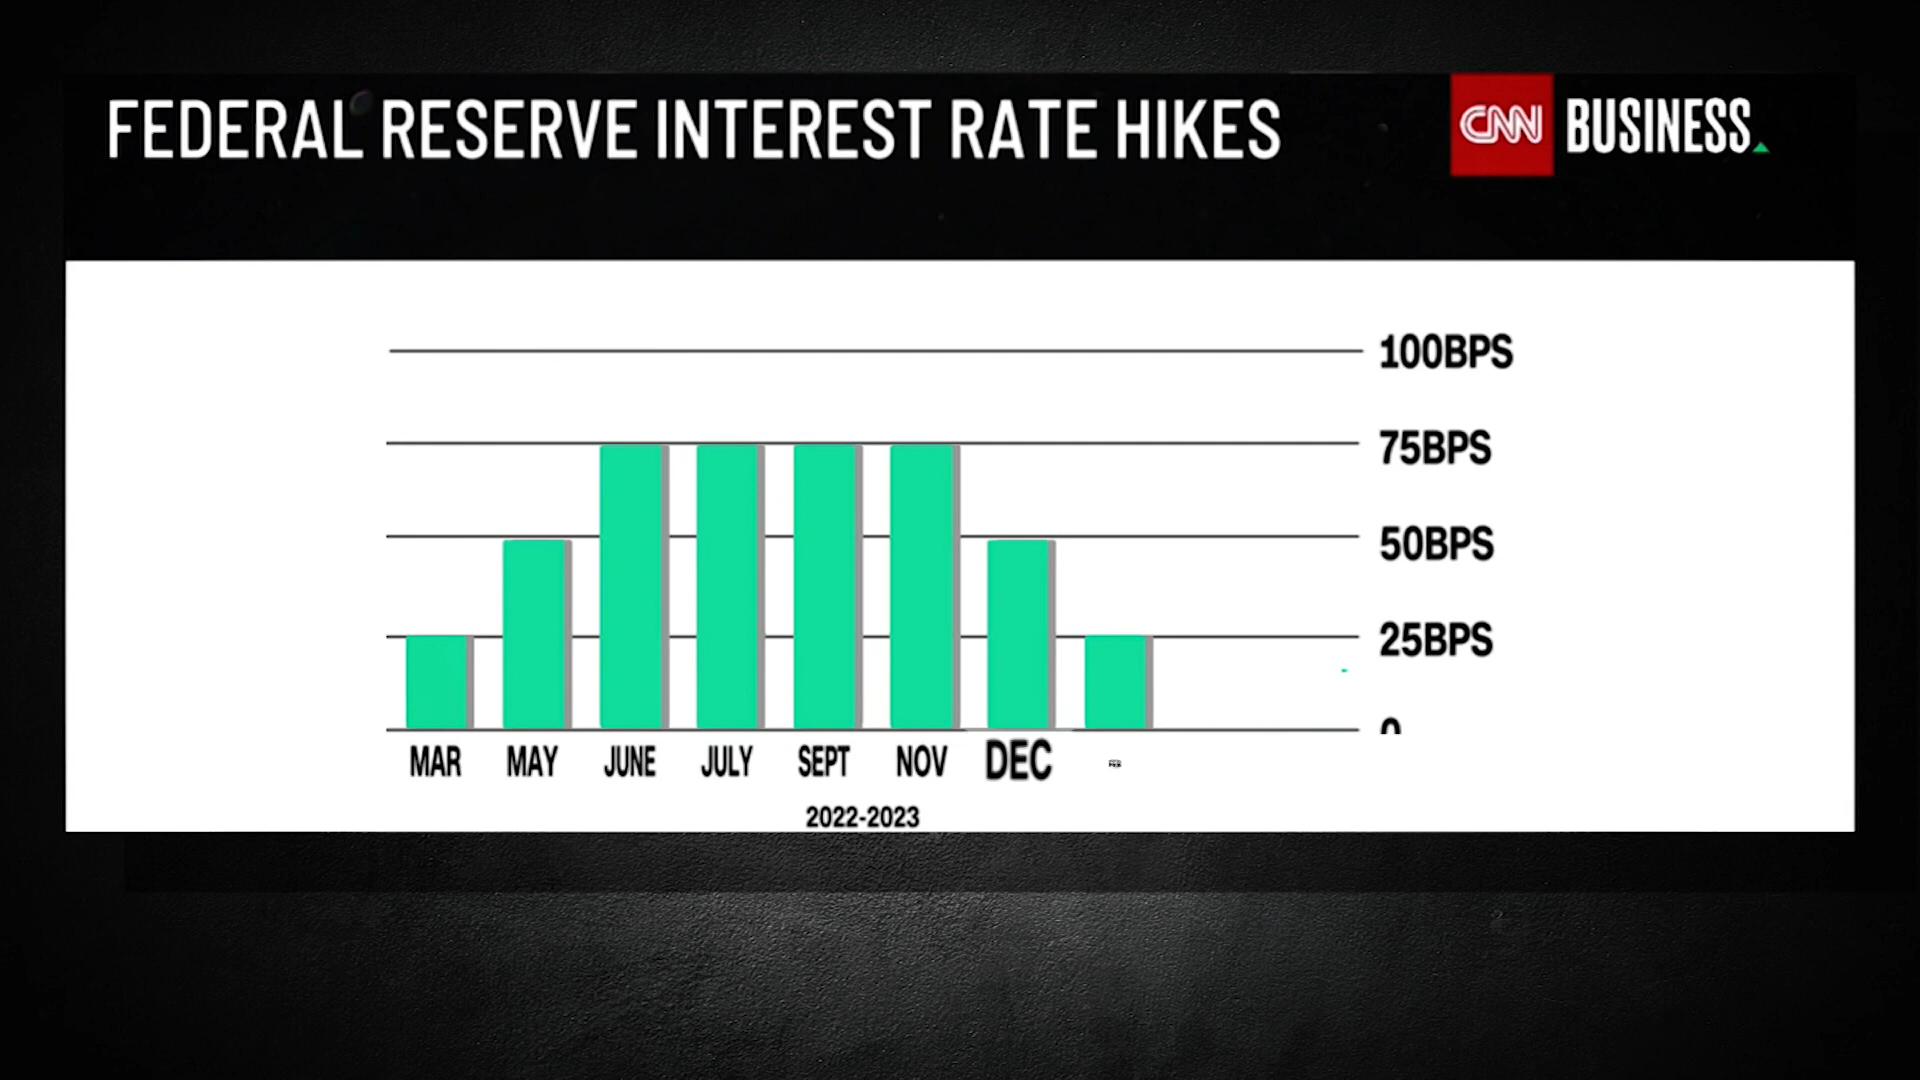 FEDERAL RESERVE INTEREST RATE HIKES
CNN BUSINESS
100BPS
75BPS
50BPS
25BPS
0
MAR MAY JUNE JULY SEPT NOV DEC
2022-2023